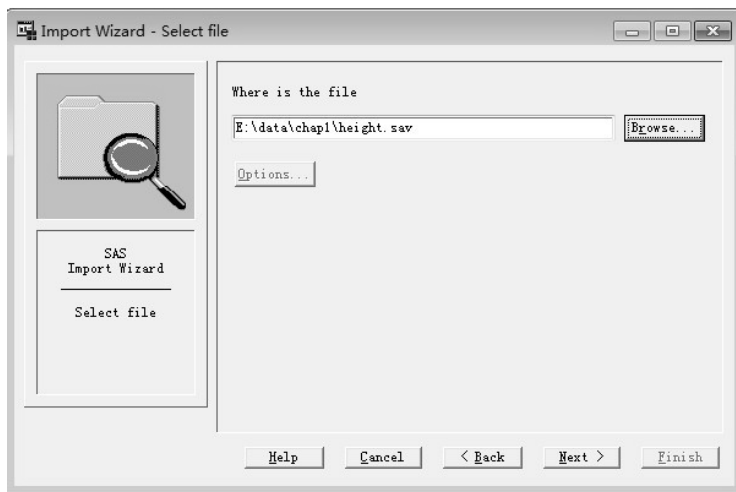 Import Wizard - Select file
Where is the file
E:\data\chap1\height.sav
Browse...
Options...
SAS
Import Wizard
Select file
Help
Cancel
< Back
Next >
Finish